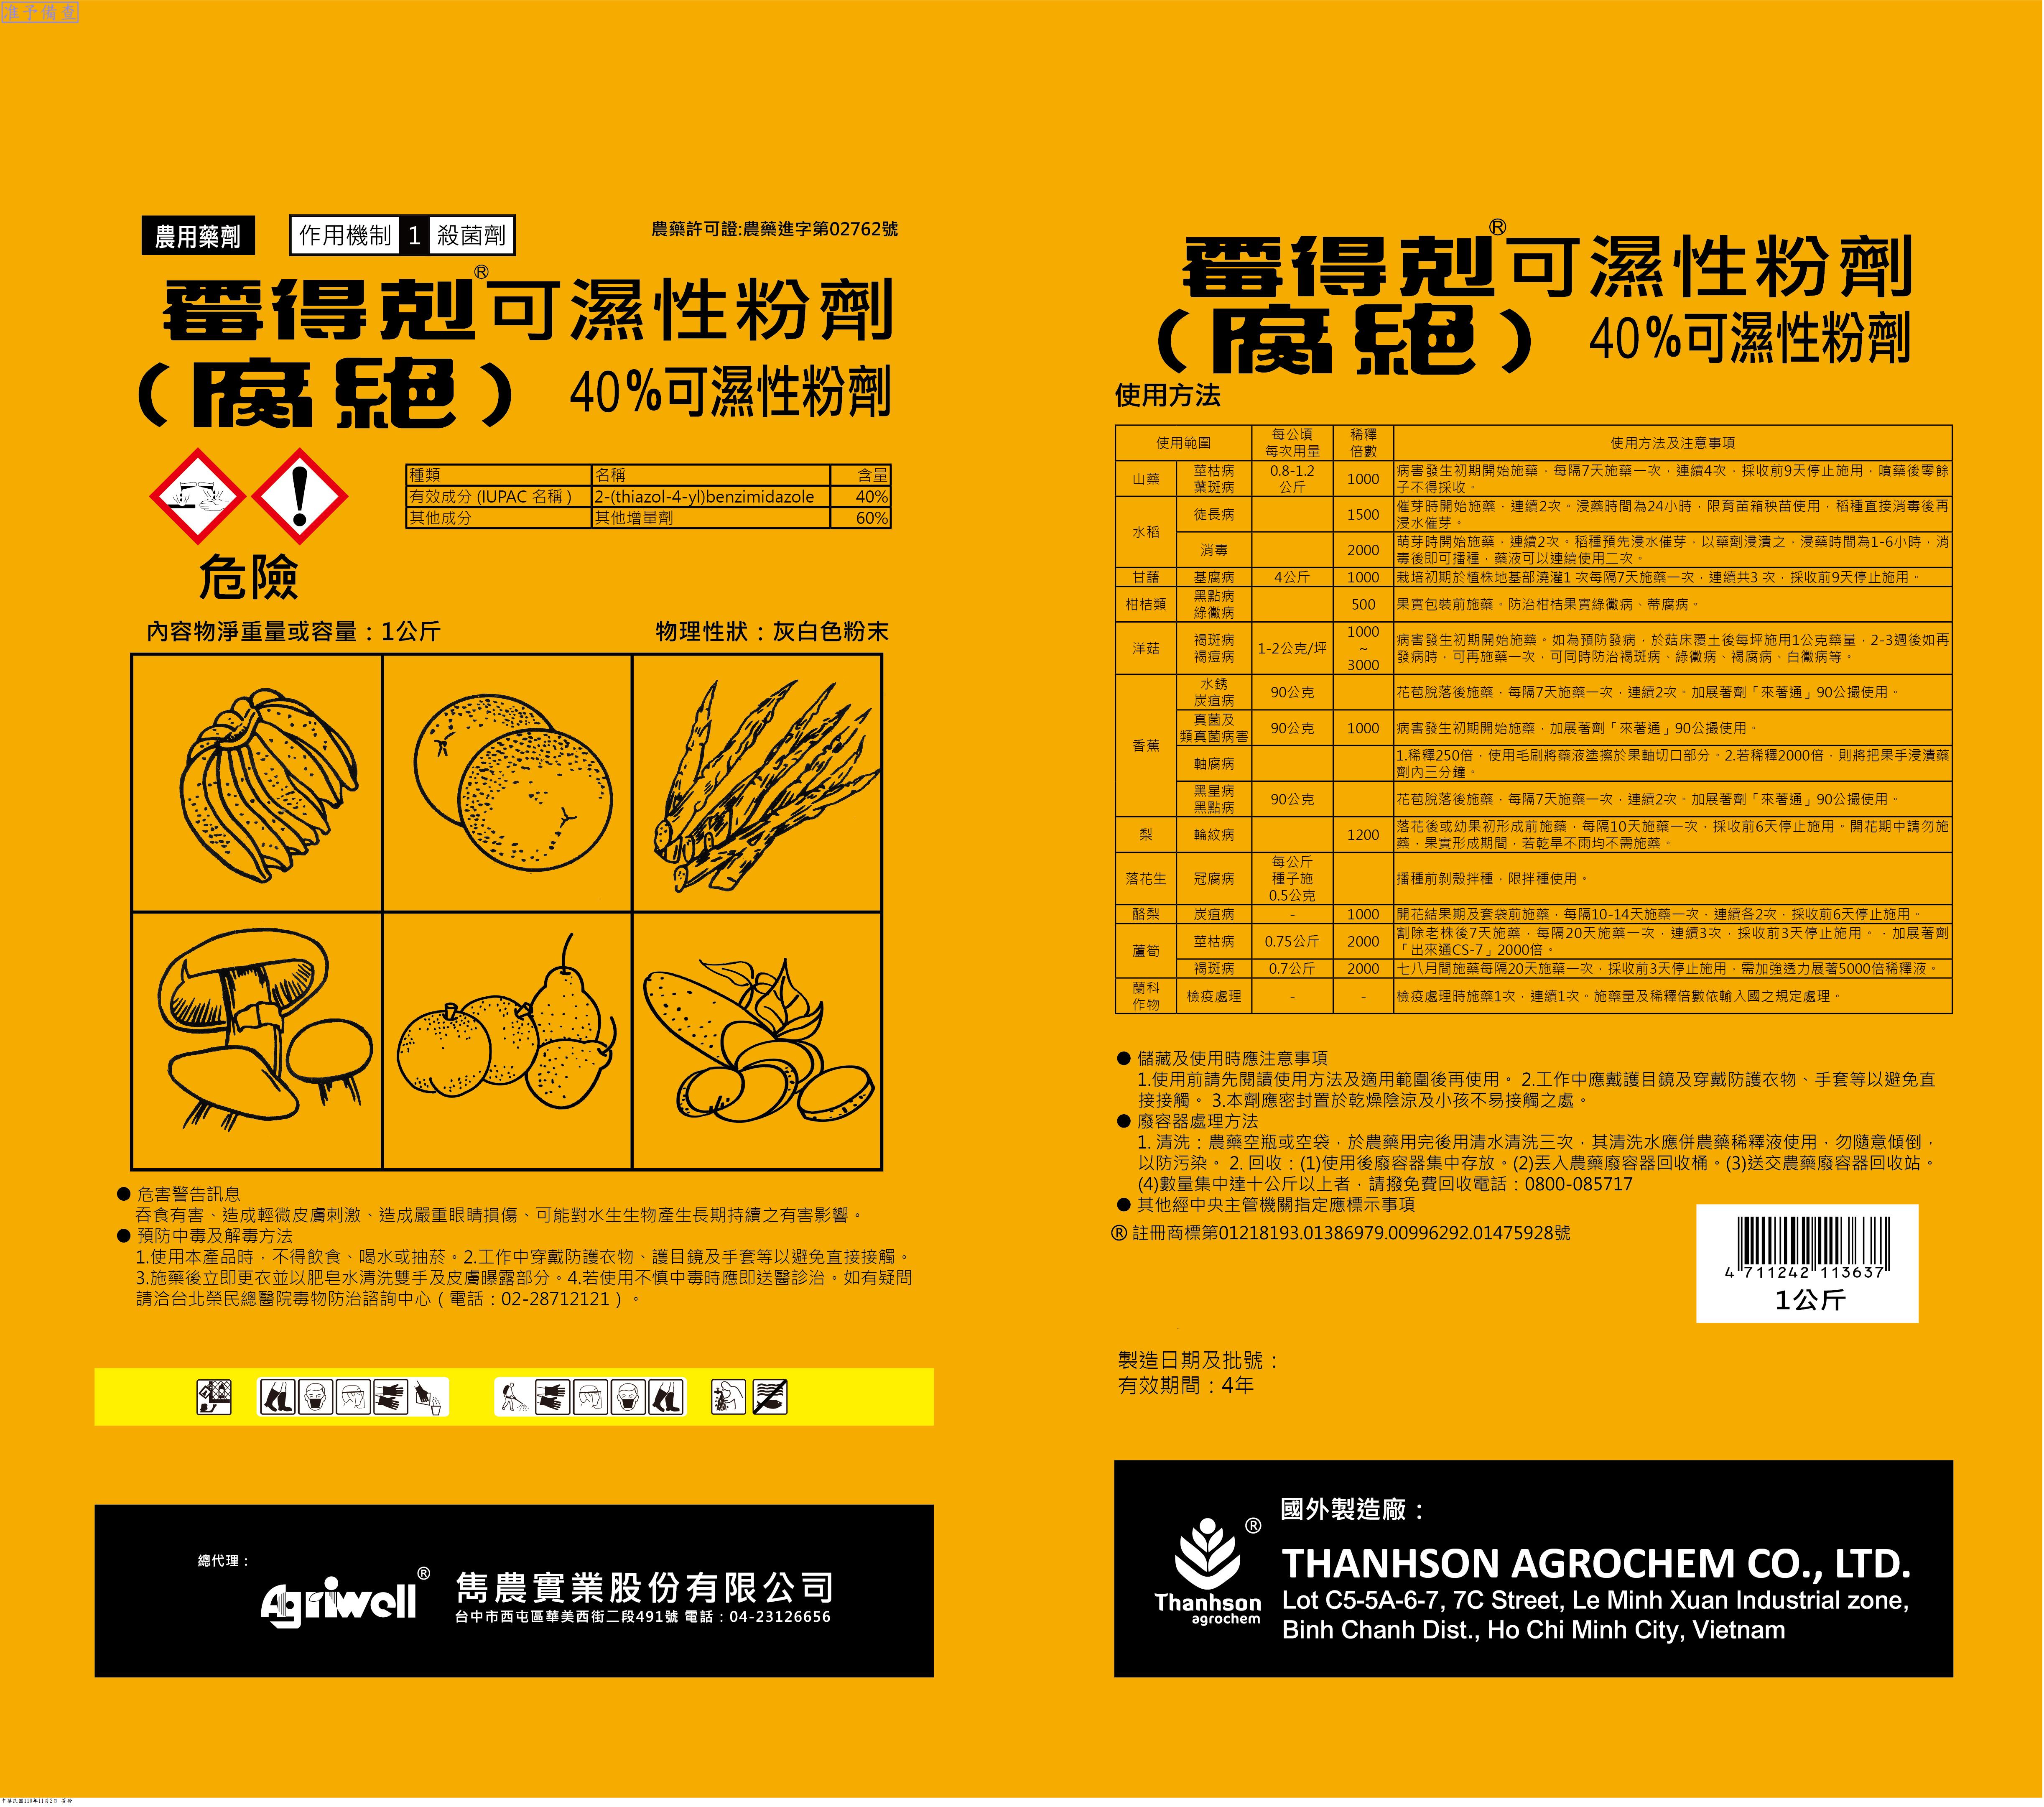 准予備查
農用藥劑
作用機制 1 殺菌劑
農藥許可證:農藥進字第02762號
番得剋®可濕性粉劑
(腐絕) 40%可濕性粉劑
種類 名稱 含量
有效成分 (IUPAC 名稱) 2-(thiazol-4-yl)benzimidazole 40%
其他成分 其他增量劑 60%
危險
內容物淨重量或容量：1公斤
物理性狀：灰白色粉末
● 危害警告訊息
吞食有害、造成輕微皮膚刺激、造成嚴重眼睛損傷、可能對水生生物產生長期持續之有害影響。
● 預防中毒及解毒方法
1.使用本產品時，不得飲食、喝水或抽菸。2.工作中穿戴防護衣物、護目鏡及手套等以避免直接接觸。
3.施藥後立即更衣並以肥皂水清洗雙手及皮膚曝露部分。4.若使用不慎中毒時應即送醫診治。如有疑問
請洽台北榮民總醫院毒物防治諮詢中心（電話：02-28712121）。
總代理：
Agriwell®
雋農實業股份有限公司
台中市西屯區華美西街二段491號 電話：04-23126656
番得剋®可濕性粉劑
(腐絕) 40%可濕性粉劑
使用方法
使用範圍 每公頃每次用量 稀釋倍數 使用方法及注意事項
山藥 莖枯病 葉斑病 0.8-1.2公斤 1000 病害發生初期開始施藥，每隔7天施藥一次，連續4次，採收前9天停止施用，噴藥後零餘
子不得採收。
水稻 徒長病 1500 催芽時開始施藥，連續2次。浸藥時間為24小時，限育苗箱秧苗使用，稻種直接消毒後再
浸水催芽。
消毒 2000 萌芽時開始施藥，連續2次。稻種預先浸水催芽，以藥劑浸漬之，浸藥時間為1-6小時，消
毒後即可播種，藥液可以連續使用二次。
甘藷 基腐病 4公斤 1000 栽培初期於植株地基部澆灌1 次每隔7天施藥一次，連續共3 次，採收前9天停止施用。
柑桔類 黑點病 綠黴病 500 果實包裝前施藥。防治柑桔果實綠黴病、蒂腐病。
洋菇 褐斑病 褐痘病 1-2公克/坪 1000~3000 病害發生初期開始施藥。如為預防發病，於菇床覆土後每坪施用1公克藥量，2-3週後如再
發病時，可再施藥一次，可同時防治褐斑病、綠黴病、褐腐病、白黴病等。
香蕉 水銹 炭疽病 90公克 花苞脫落後施藥，每隔7天施藥一次，連續2次。加展著劑「來著通」90公撮使用。
真菌及類真菌病害 90公克 1000 病害發生初期開始施藥，加展著劑「來著通」90公撮使用。
軸腐病 1.稀釋250倍，使用毛刷將藥液塗擦於果軸切口部分。2.若稀釋2000倍，則將把果手浸漬藥
劑內三分鐘。
黑星病 黑點病 90公克 花苞脫落後施藥，每隔7天施藥一次，連續2次。加展著劑「來著通」90公撮使用。
梨 輪紋病 1200 落花後或幼果初形成前施藥，每隔10天施藥一次，採收前6天停止施用。開花期中請勿施
藥，果實形成期間，若乾旱不雨均不需施藥。
落花生 冠腐病 每公斤種子施0.5公克 播種前剝殼拌種，限拌種使用。
酪梨 炭疽病 - 1000 開花結果期及套袋前施藥，每隔10-14天施藥一次，連續各2次，採收前6天停止施用。
蘆筍 莖枯病 0.75公斤 2000 割除老株後7天施藥，每隔20天施藥一次，連續3次，採收前3天停止施用。，加展著劑
「出來通CS-7」2000倍。
褐斑病 0.7公斤 2000 七八月間施藥每隔20天施藥一次，採收前3天停止施用，需加強透力展著5000倍稀釋液。
蘭科作物 檢疫處理 - - 檢疫處理時施藥1次，連續1次。施藥量及稀釋倍數依輸入國之規定處理。
● 儲藏及使用時應注意事項
1.使用前請先閱讀使用方法及適用範圍後再使用。 2.工作中應戴護目鏡及穿戴防護衣物、手套等以避免直
接接觸。 3.本劑應密封置於乾燥陰涼及小孩不易接觸之處。
● 廢容器處理方法
1. 清洗：農藥空瓶或空袋，於農藥用完後用清水清洗三次，其清洗水應併農藥稀釋液使用，勿隨意傾倒，
以防污染。 2. 回收：(1)使用後廢容器集中存放。(2)丟入農藥廢容器回收桶。(3)送交農藥廢容器回收站。
(4)數量集中達十公斤以上者，請撥免費回收電話：0800-085717
● 其他經中央主管機關指定應標示事項
® 註冊商標第01218193.01386979.00996292.01475928號
4 711242 113637
1公斤
製造日期及批號：
有效期間：4年
國外製造廠：
Thanhson agrochem ®
THANHSON AGROCHEM CO., LTD.
Lot C5-5A-6-7, 7C Street, Le Minh Xuan Industrial zone,
Binh Chanh Dist., Ho Chi Minh City, Vietnam